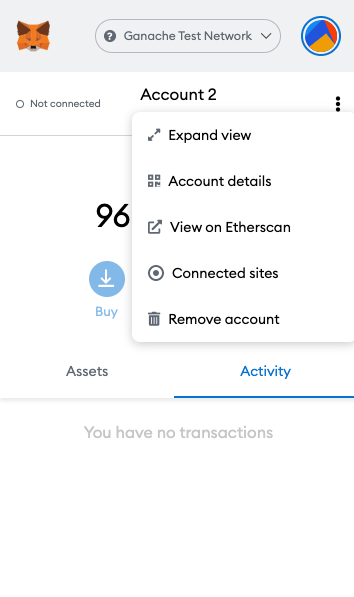 Ganache Test Network
Not connected
Account 2
Expand view
Account details
View on Etherscan
Connected sites
Remove account
96
Buy
Assets
Activity
You have no transactions